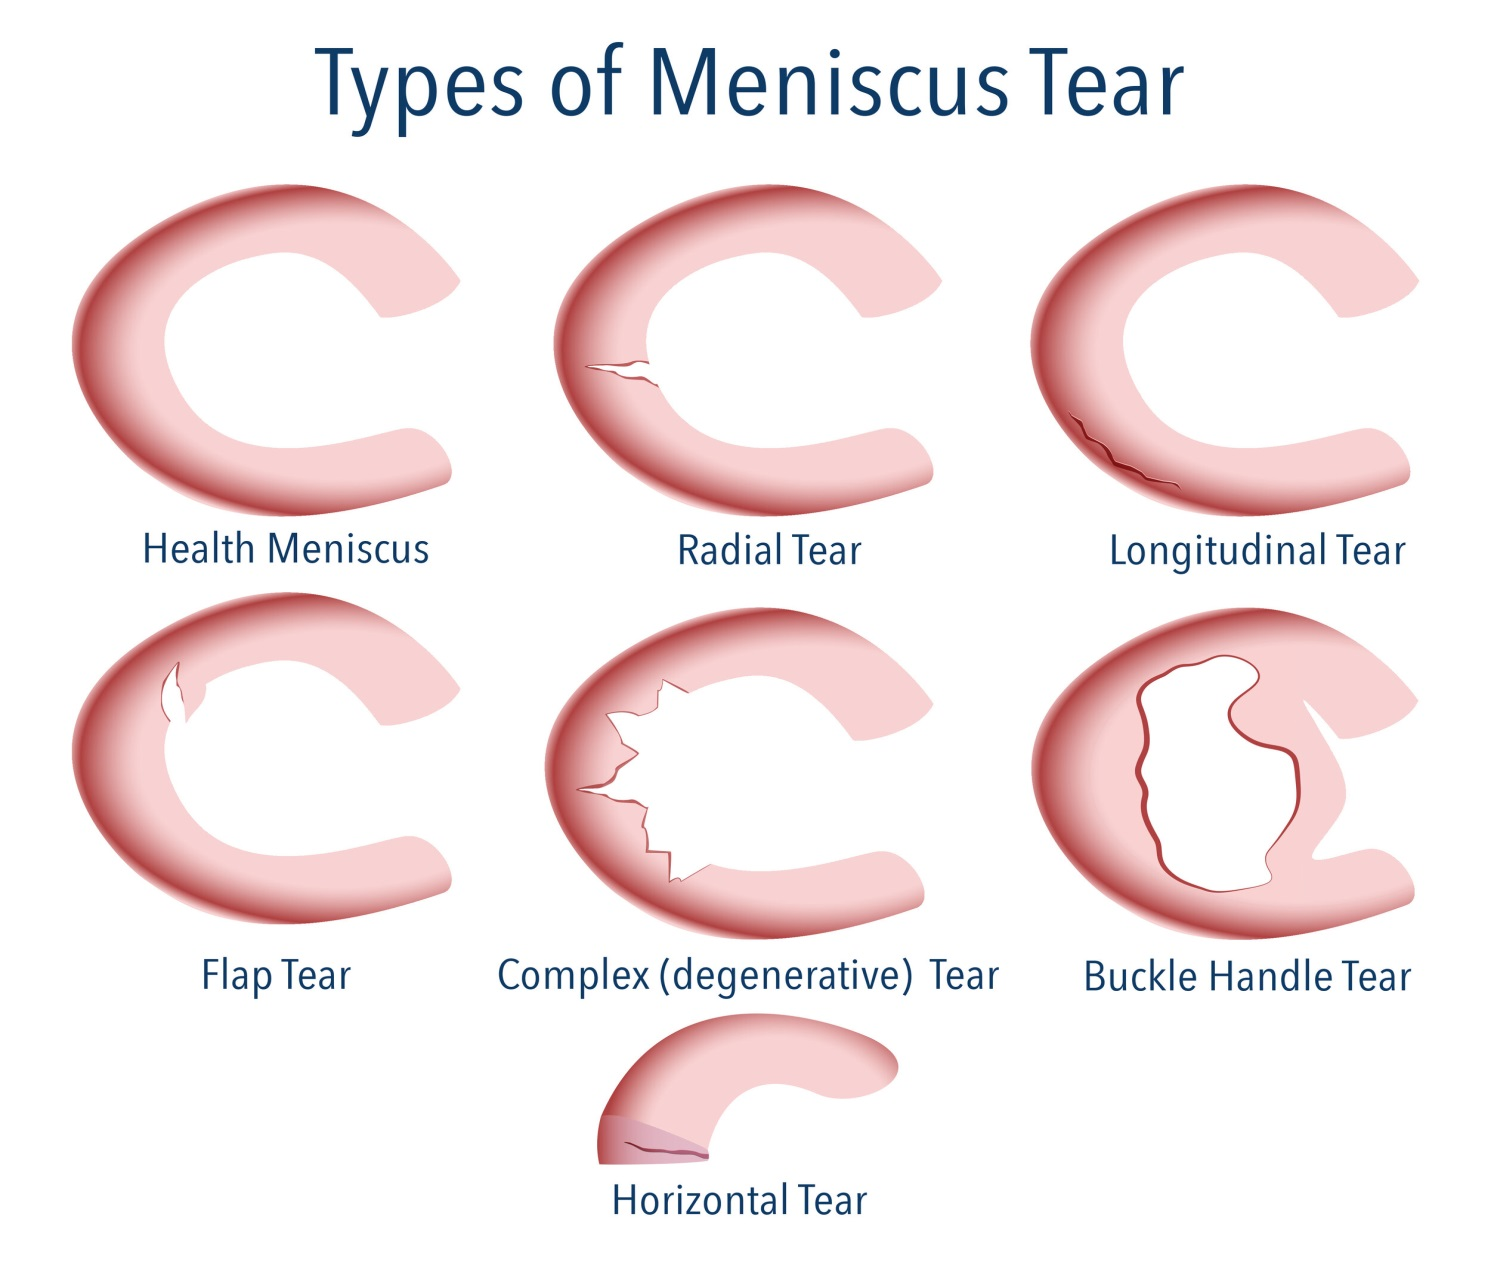 Types of Meniscus Tear
Health Meniscus
Radial Tear
Longitudinal Tear
Flap Tear
Complex (degenerative) Tear
Buckle Handle Tear
Horizontal Tear